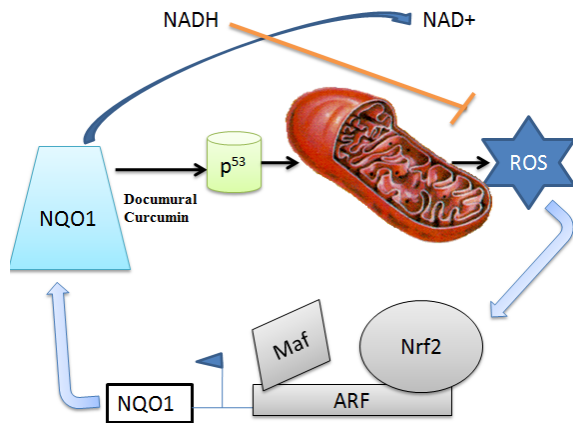 NADH
NAD+
NQO1
Documural
Curcumin
p53
ROS
Maf
Nrf2
NQO1
ARF